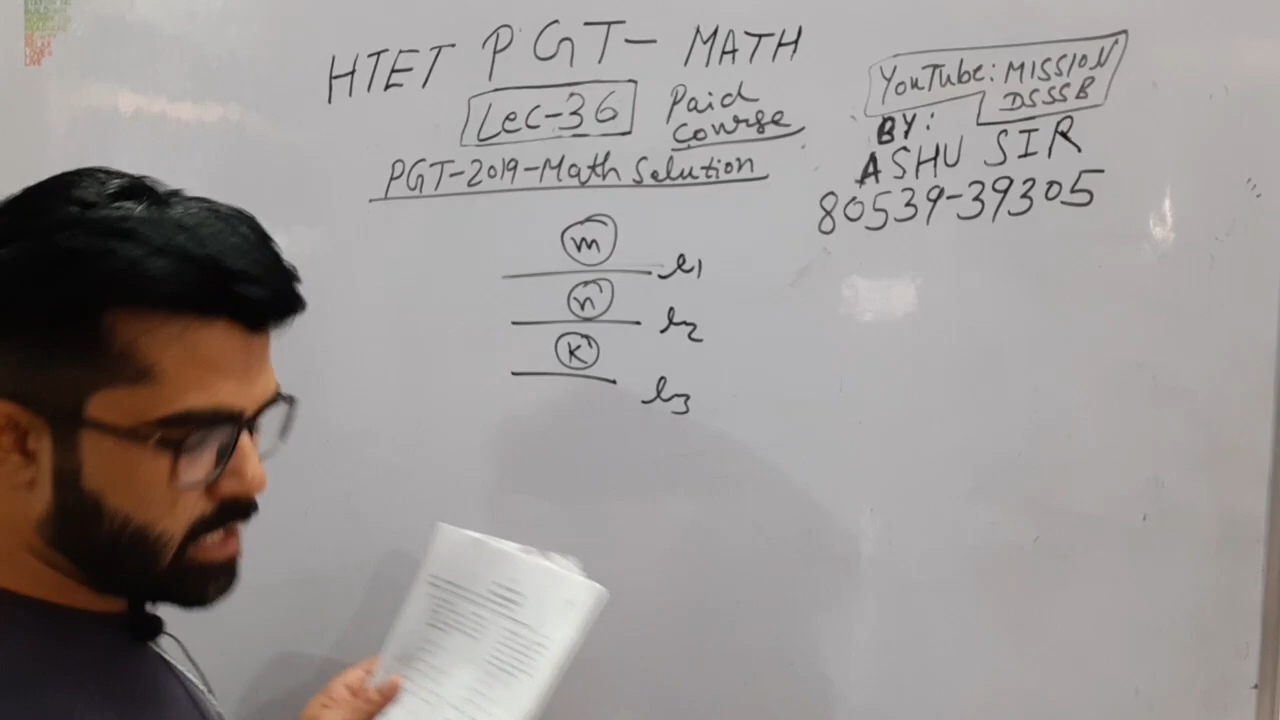 HTET PGT- MATH
Lec-36 Paid Course
PGT-2019-Math Solution
YouTube: MISSION DSSSB
BY:
ASHU SIR
80539-39305
m
l1
n
l2
K
l3